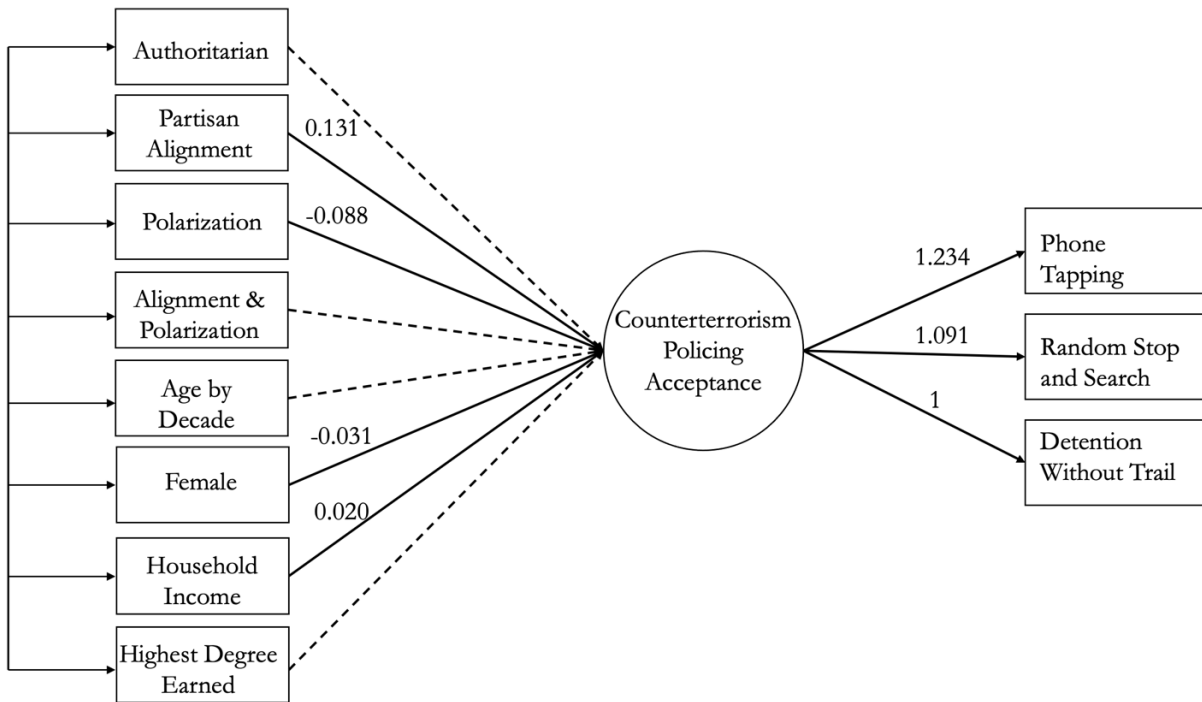 Authoritarian
Partisan
Alignment
0.131
Polarization
-0.088
Alignment &
Polarization
Age by
Decade
-0.031
Female
0.020
Household
Income
Highest Degree
Earned
Counterterrorism
Policing
Acceptance
1.234
Phone
Tapping
1.091
Random Stop
and Search
1
Detention
Without Trail